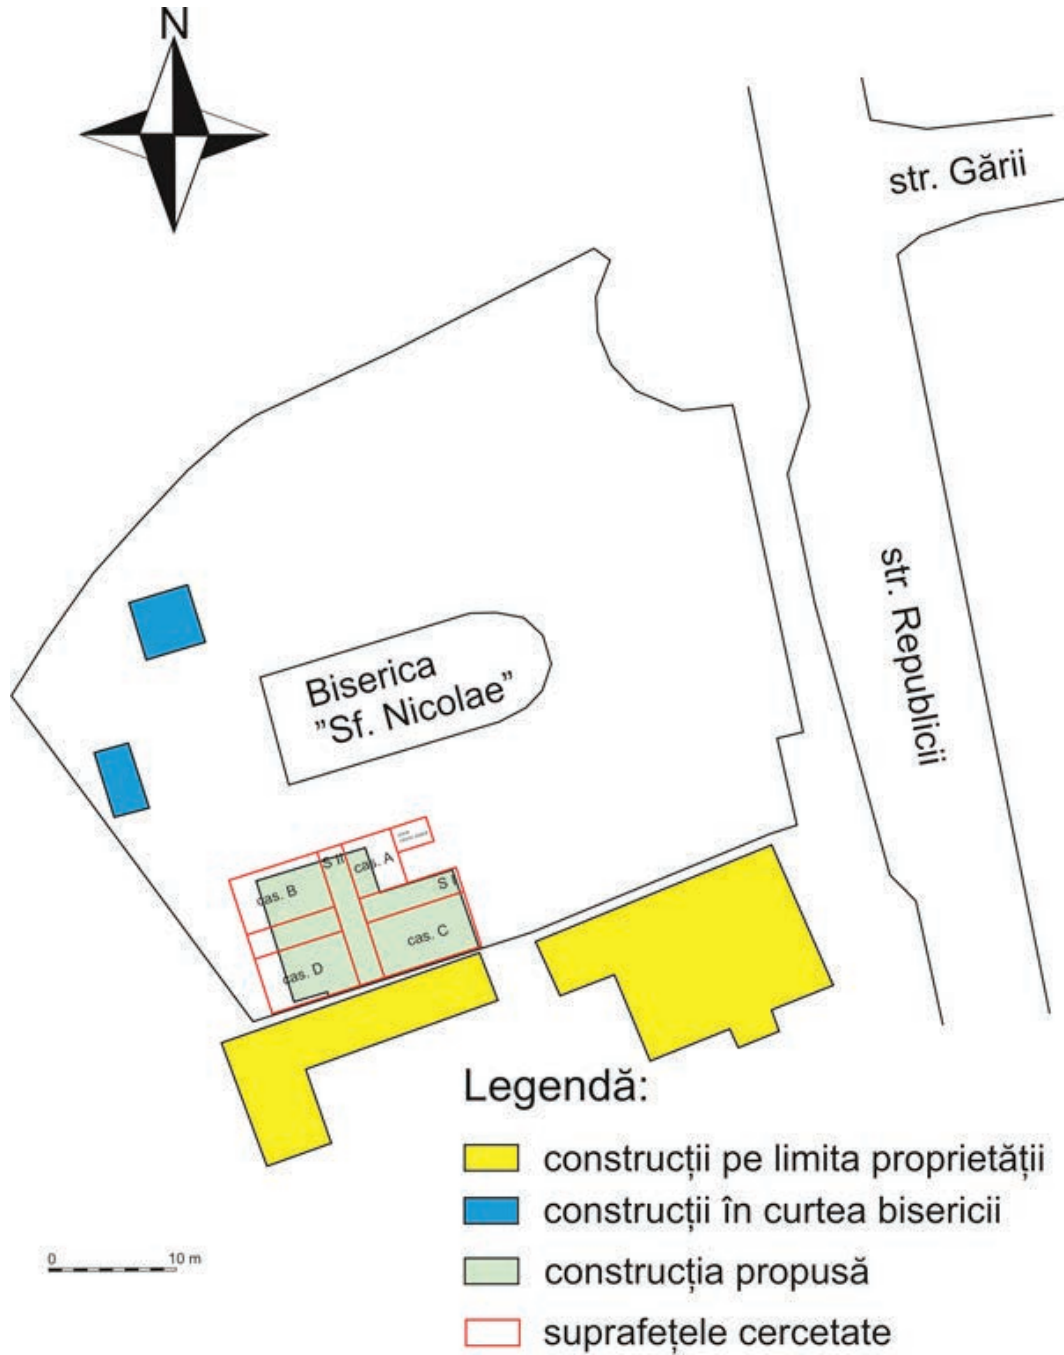 N
str. Gării
str. Republicii
Biserica
”Sf. Nicolae”
S II
cas. A
cas. B
S I
cas. C
cas. D
Legendă:
construcții pe limita proprietății
construcții în curtea bisericii
construcția propusă
suprafețele cercetate
0 10 m